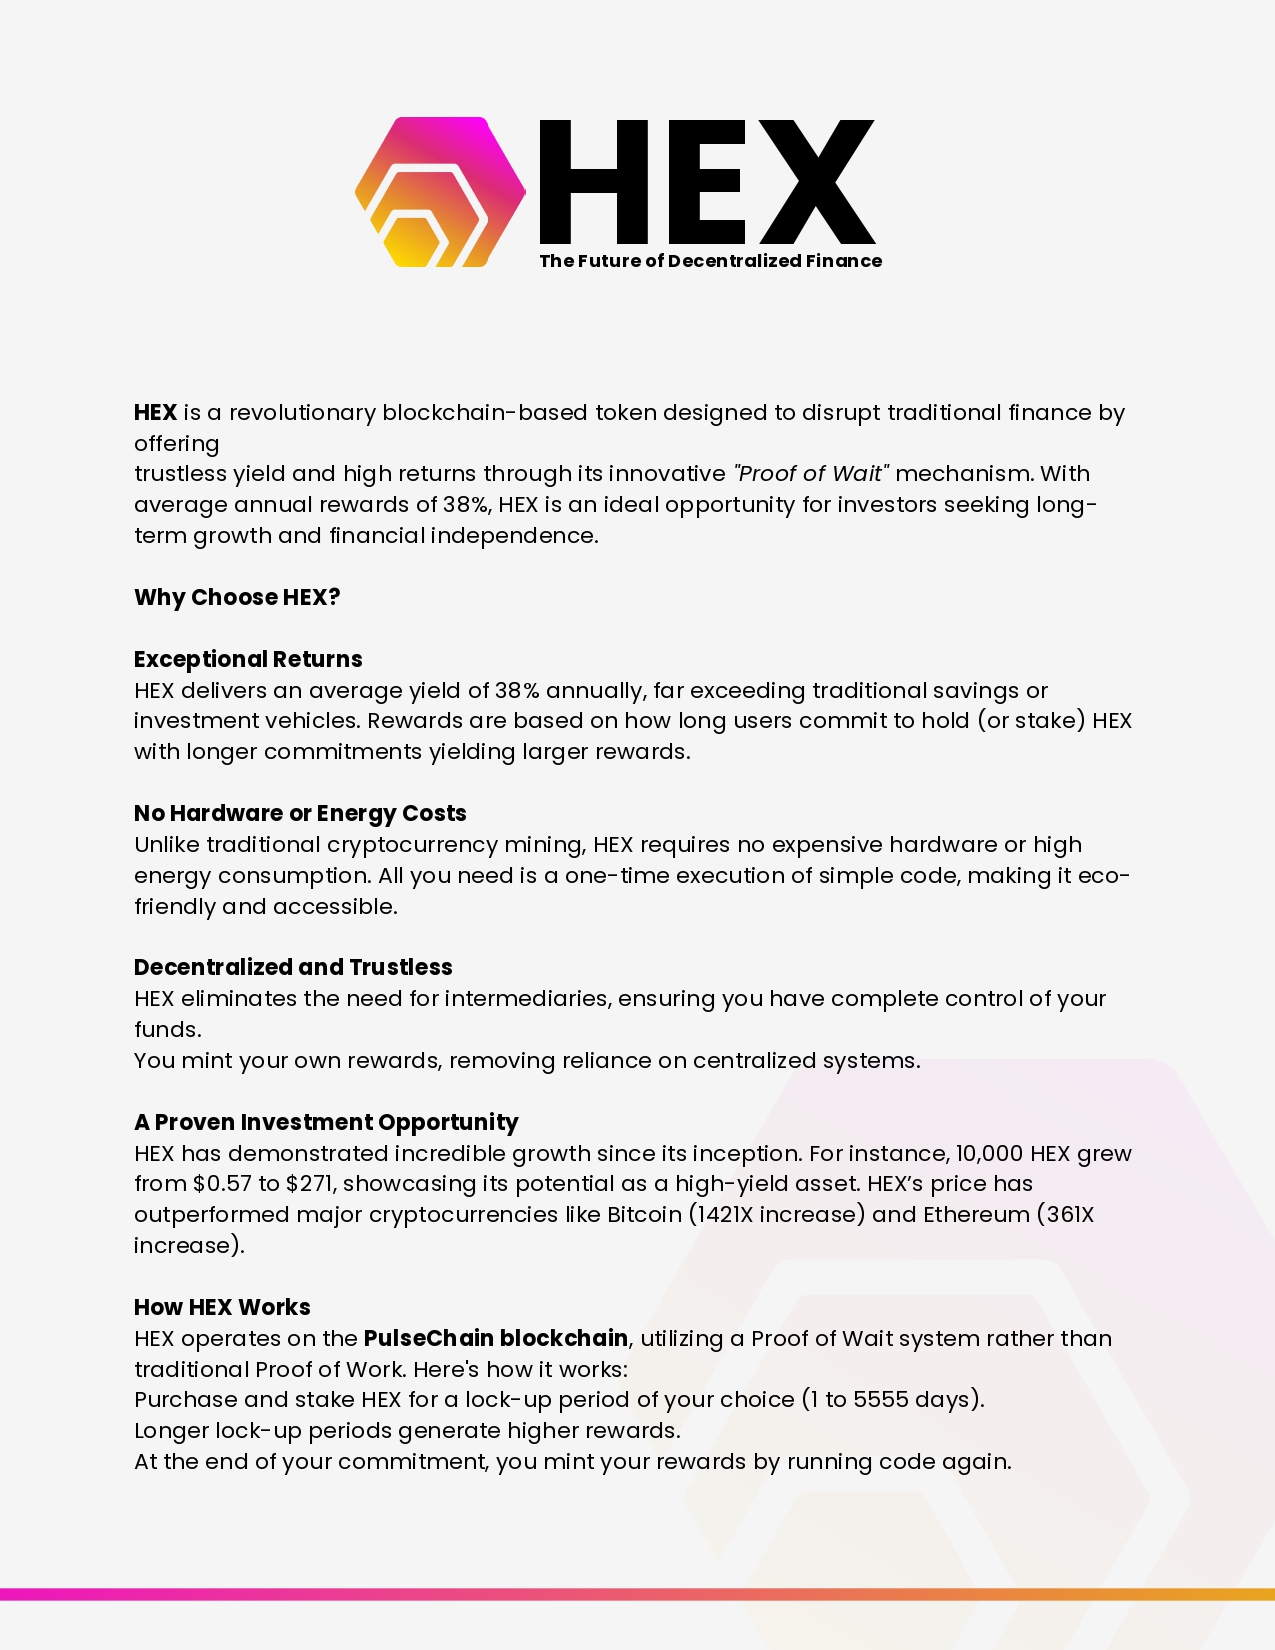 HEX
The Future of Decentralized Finance
HEX is a revolutionary blockchain-based token designed to disrupt traditional finance by
offering
trustless yield and high returns through its innovative "Proof of Wait" mechanism. With
average annual rewards of 38%, HEX is an ideal opportunity for investors seeking long-
term growth and financial independence.
Why Choose HEX?
Exceptional Returns
HEX delivers an average yield of 38% annually, far exceeding traditional savings or
investment vehicles. Rewards are based on how long users commit to hold (or stake) HEX
with longer commitments yielding larger rewards.
No Hardware or Energy Costs
Unlike traditional cryptocurrency mining, HEX requires no expensive hardware or high
energy consumption. All you need is a one-time execution of simple code, making it eco-
friendly and accessible.
Decentralized and Trustless
HEX eliminates the need for intermediaries, ensuring you have complete control of your
funds.
You mint your own rewards, removing reliance on centralized systems.
A Proven Investment Opportunity
HEX has demonstrated incredible growth since its inception. For instance, 10,000 HEX grew
from $0.57 to $271, showcasing its potential as a high-yield asset. HEX’s price has
outperformed major cryptocurrencies like Bitcoin (1421X increase) and Ethereum (361X
increase).
How HEX Works
HEX operates on the PulseChain blockchain, utilizing a Proof of Wait system rather than
traditional Proof of Work. Here's how it works:
Purchase and stake HEX for a lock-up period of your choice (1 to 5555 days).
Longer lock-up periods generate higher rewards.
At the end of your commitment, you mint your rewards by running code again.